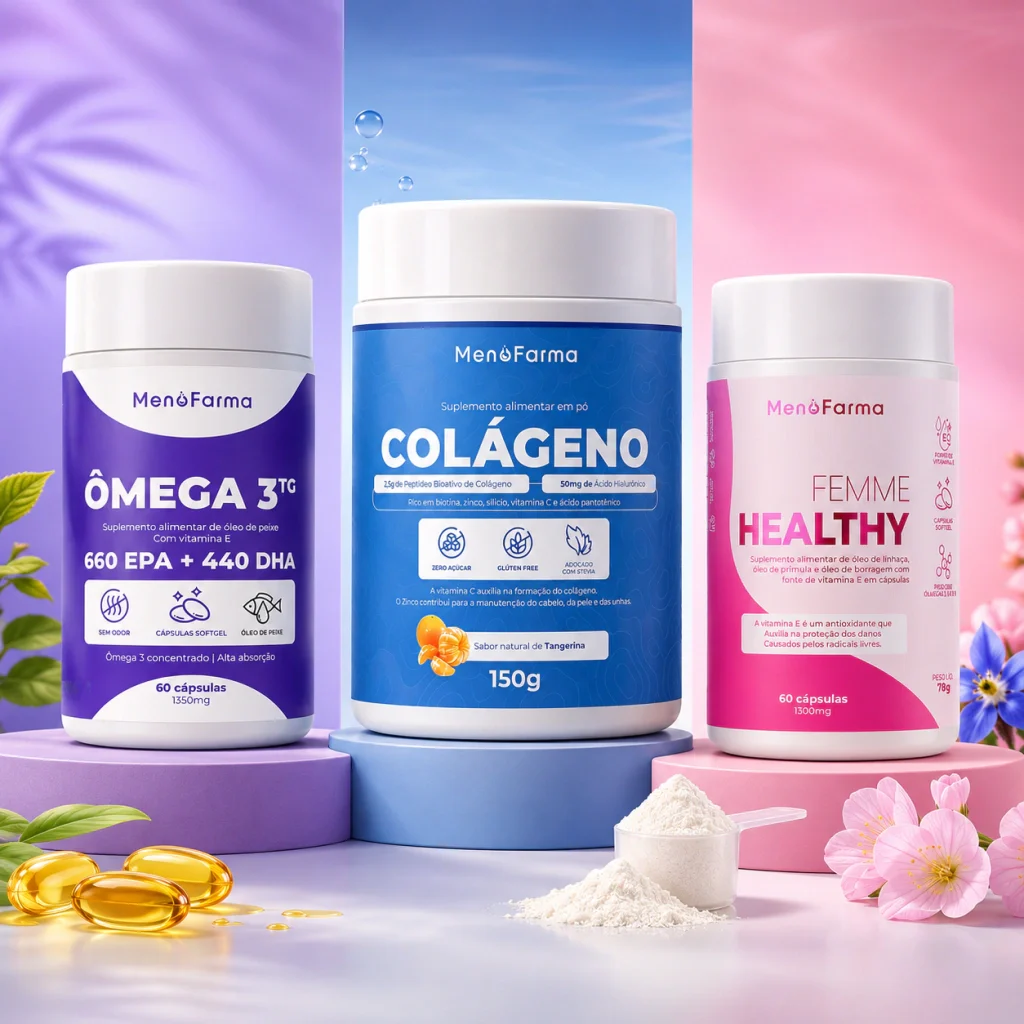 MenoFarma
ÔMEGA 3TG
Suplemento alimentar de óleo de peixe
Com vitamina E
660 EPA + 440 DHA
SEM ODOR
CÁPSULAS SOFTGEL
ÓLEO DE PEIXE
Ômega 3 concentrado | Alta absorção
60 cápsulas
1350mg
MenoFarma
Suplemento alimentar em pó
COLÁGENO
2,5g de Peptídeo Bioativo de Colágeno
50mg de Ácido Hialurônico
Rico em biotina, zinco, silício, vitamina C e ácido pantotênico
ZERO AÇÚCAR
GLÚTEN FREE
ADOCADO
COM STEVIA
A vitamina C auxilia na formação do colágeno.
O Zinco contribui para a manutenção do cabelo, da pele e das unhas.
Sabor natural de Tangerina
150g
MenoFarma
FEMME
HEALTHY
Suplemento alimentar de óleo de linhaça,
óleo de prímula e óleo de borragem com
fonte de vitamina E em cápsulas
A vitamina E é um antioxidante que
Auxilia na proteção dos danos
Causados pelos radicais livres.
60 cápsulas
1300mg
CÁPSULAS
SOFTGEL
PESO LÍQ.
78g